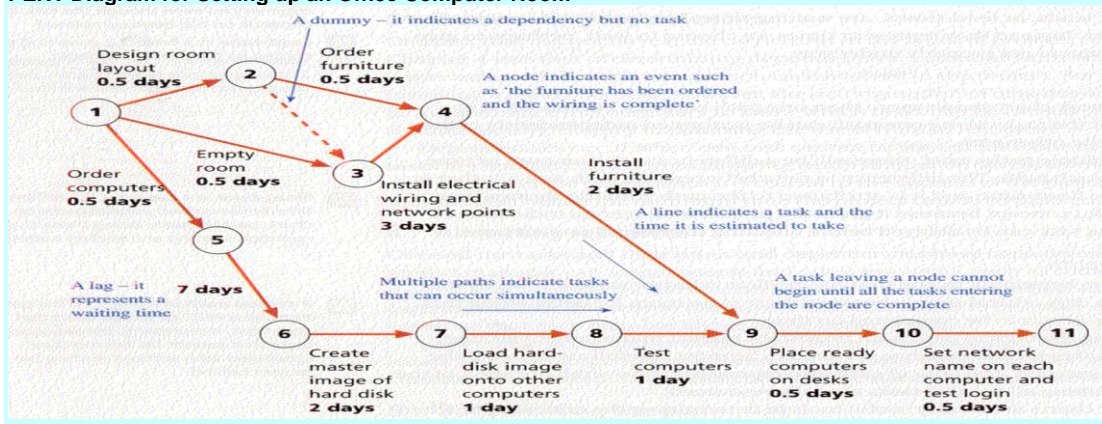 PERT Diagram for Setting up an Office Computer Room
A dummy – it indicates a dependency but no task
Design room
layout
0.5 days
2
Order
furniture
0.5 days
A node indicates an event such
as ‘the furniture has been ordered
and the wiring is complete’
1
4
Empty
room
0.5 days
3
Order
computers
0.5 days
Install electrical
wiring and
network points
3 days
Install
furniture
2 days
A line indicates a task and the
time it is estimated to take
5
A lag – it
represents a
waiting time
7 days
Multiple paths indicate tasks
that can occur simultaneously
A task leaving a node cannot
begin until all the tasks entering
the node are complete
6
7
8
9
10
11
Create
master
image of
hard disk
2 days
Load hard-
disk image
onto other
computers
1 day
Test
computers
1 day
Place ready
computers
on desks
0.5 days
Set network
name on each
computer and
test login
0.5 days